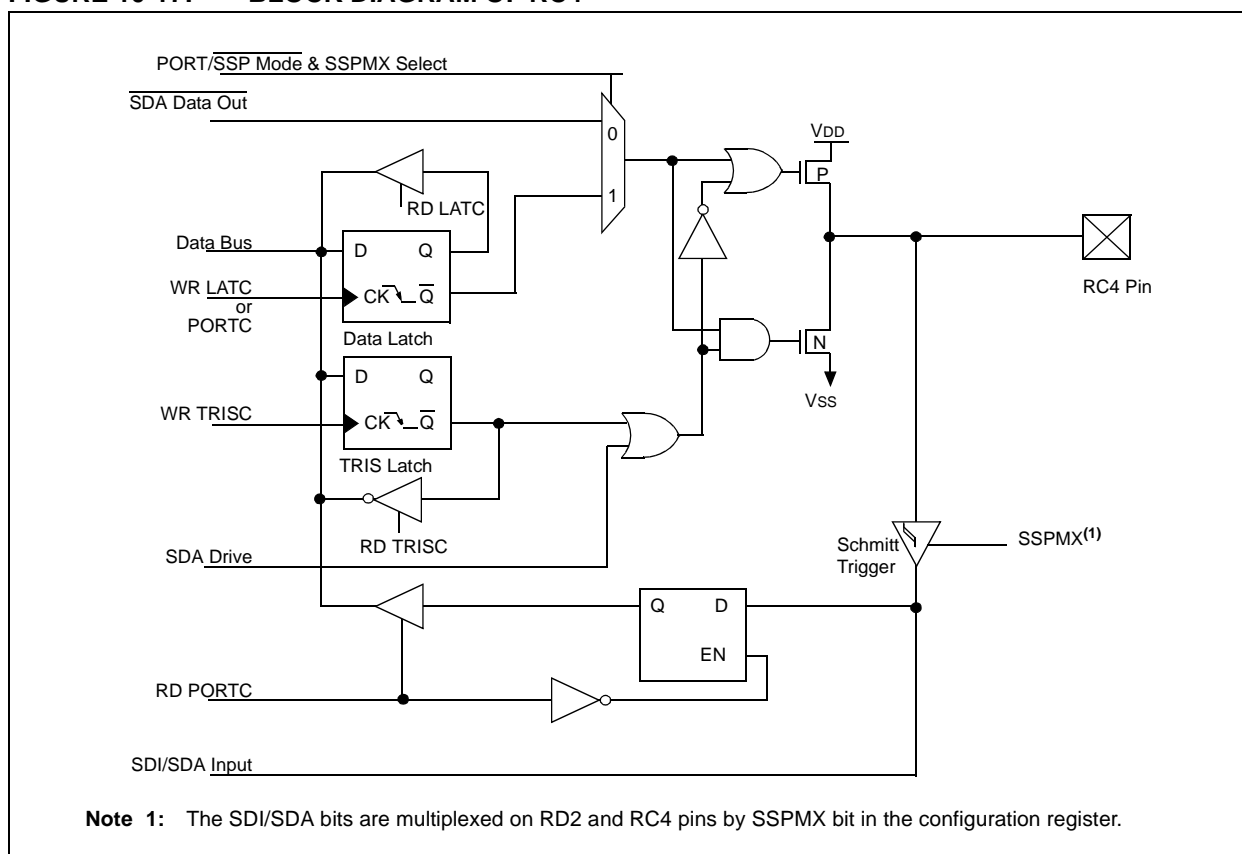 PORT/SSP Mode & SSPMX Select
SDA Data Out
0
1
VDD
P
RD LATC
Data Bus
D Q
WR LATC
or
PORTC
CK Q
Data Latch
RC4 Pin
N
VSS
D Q
WR TRISC
CK Q
TRIS Latch
RD TRISC
SDA Drive
Schmitt
Trigger
SSPMX(1)
Q D
EN
RD PORTC
SDI/SDA Input
Note 1: The SDI/SDA bits are multiplexed on RD2 and RC4 pins by SSPMX bit in the configuration register.